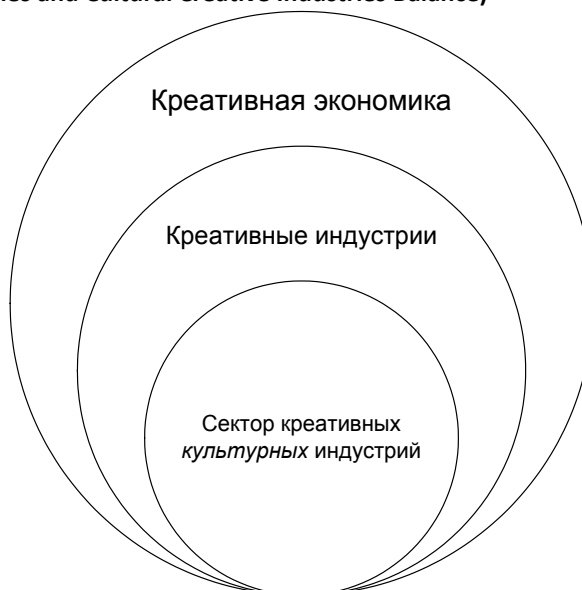 and Cultural Creative Industries Balance)
Креативная экономика
Креативные индустрии
Сектор креативных
культурных индустрий